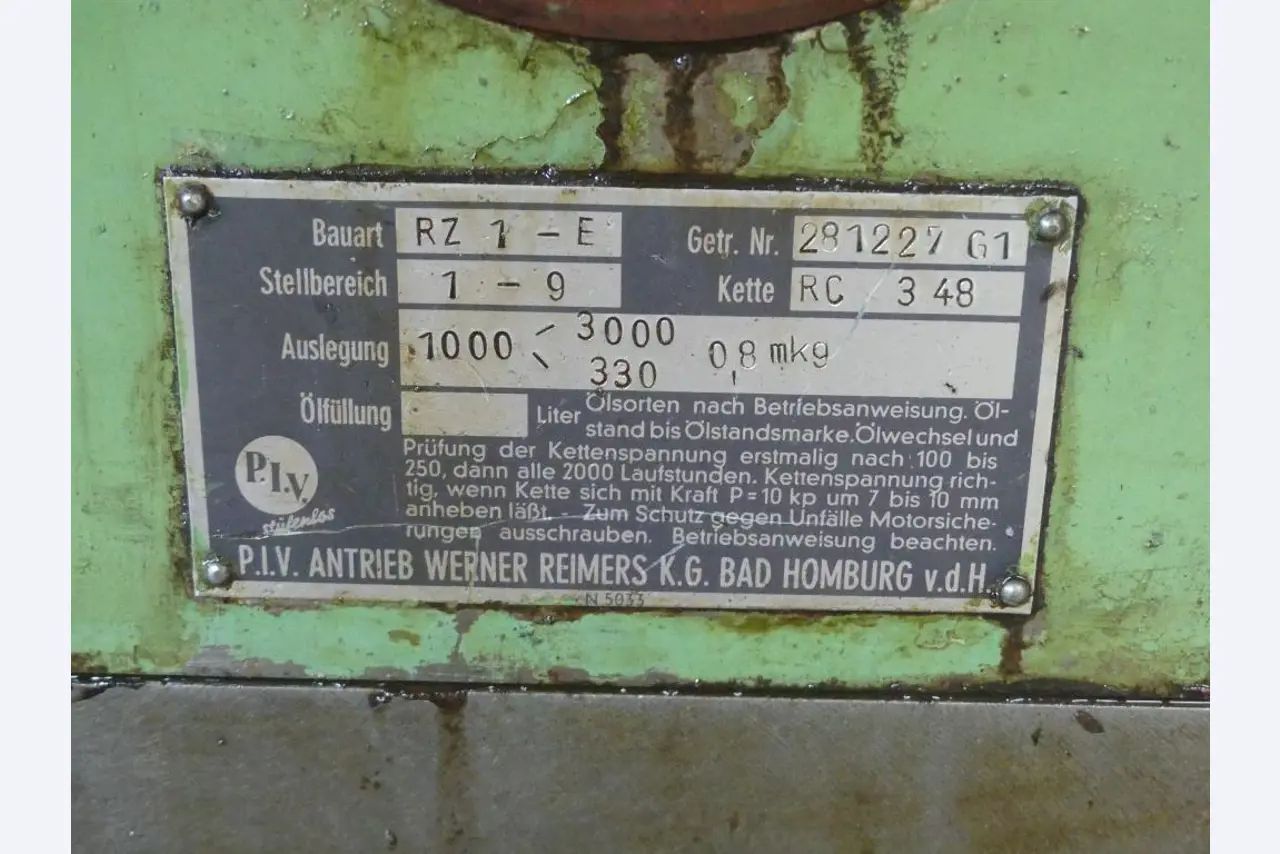 Bauart RZ 1 - E Getr. Nr. 281227 G1
Stellbereich 1 - 9 Kette RC 3 48
Auslegung 1000 < 3000 0,8 mkg
330
Ölfüllung Liter Ölsorten nach Betriebsanweisung. Öl-
stand bis Ölstandsmarke. Ölwechsel und
Prüfung der Kettenspannung erstmalig nach 100 bis
250, dann alle 2000 Laufstunden. Kettenspannung rich-
tig, wenn Kette sich mit Kraft P = 10 kp um 7 bis 10 mm
anheben läßt. - Zum Schutz gegen Unfälle Motorsiche-
rungen ausschrauben. Betriebsanweisung beachten.
P.I.V.
stufenlos
P.I.V. ANTRIEB WERNER REIMERS K.G. BAD HOMBURG v.d.H.
N 5033